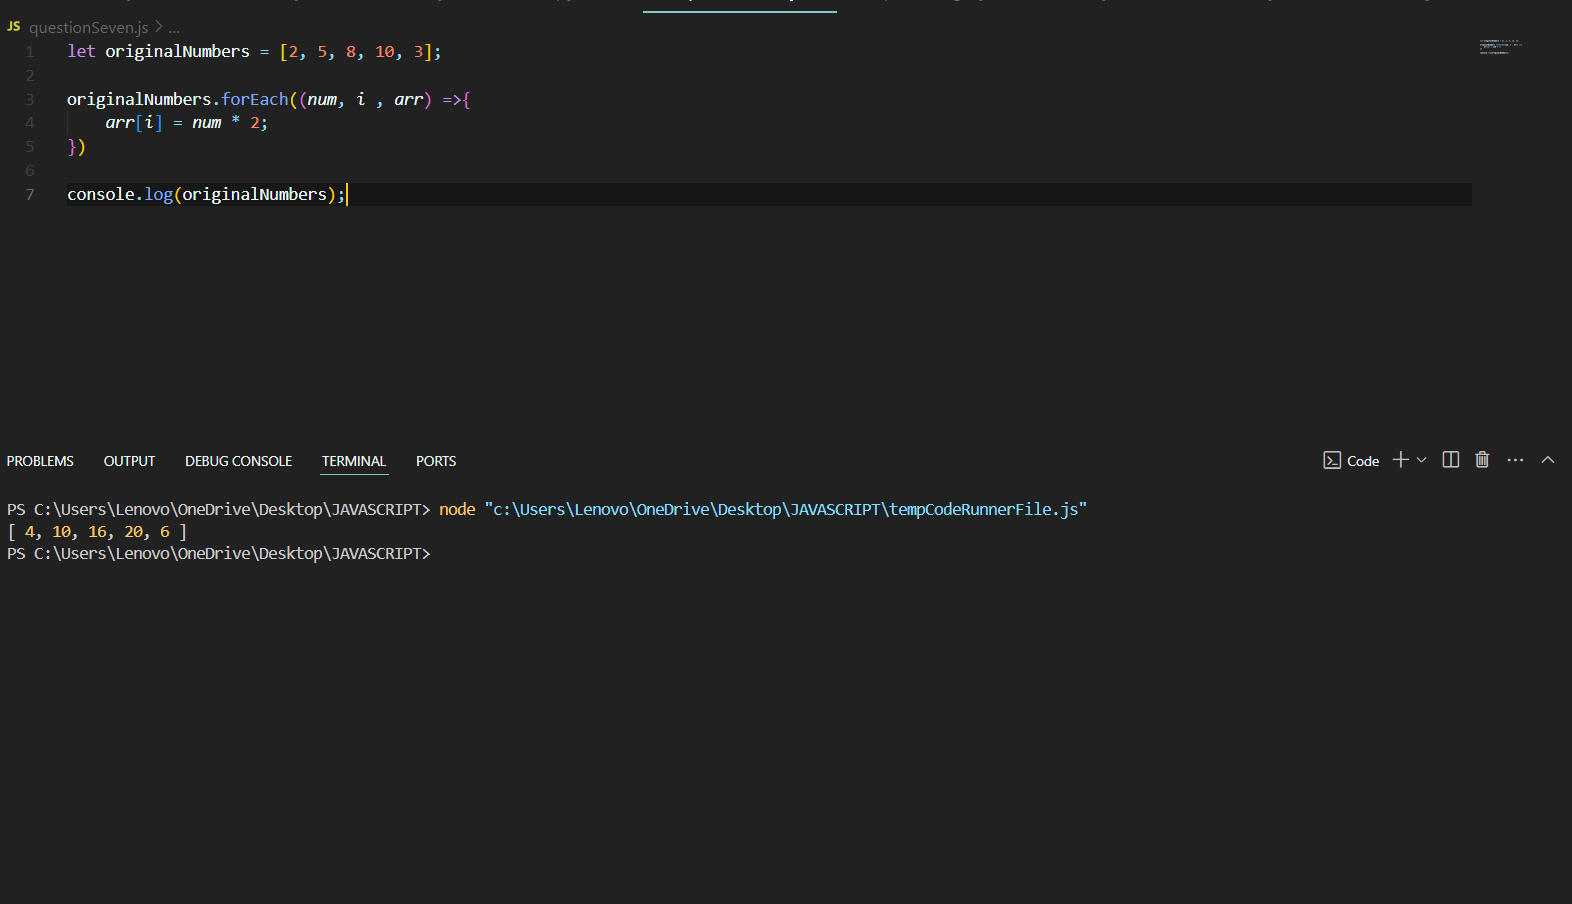 JS questionSeven.js > ...
1 let originalNumbers = [2, 5, 8, 10, 3];
2
3 originalNumbers.forEach((num, i , arr) =>{
4     arr[i] = num * 2;
5 })
6
7 console.log(originalNumbers);
PROBLEMS OUTPUT DEBUG CONSOLE TERMINAL PORTS Code
PS C:\Users\Lenovo\OneDrive\Desktop\JAVASCRIPT> node "c:\Users\Lenovo\OneDrive\Desktop\JAVASCRIPT\tempCodeRunnerFile.js"
[ 4, 10, 16, 20, 6 ]
PS C:\Users\Lenovo\OneDrive\Desktop\JAVASCRIPT>